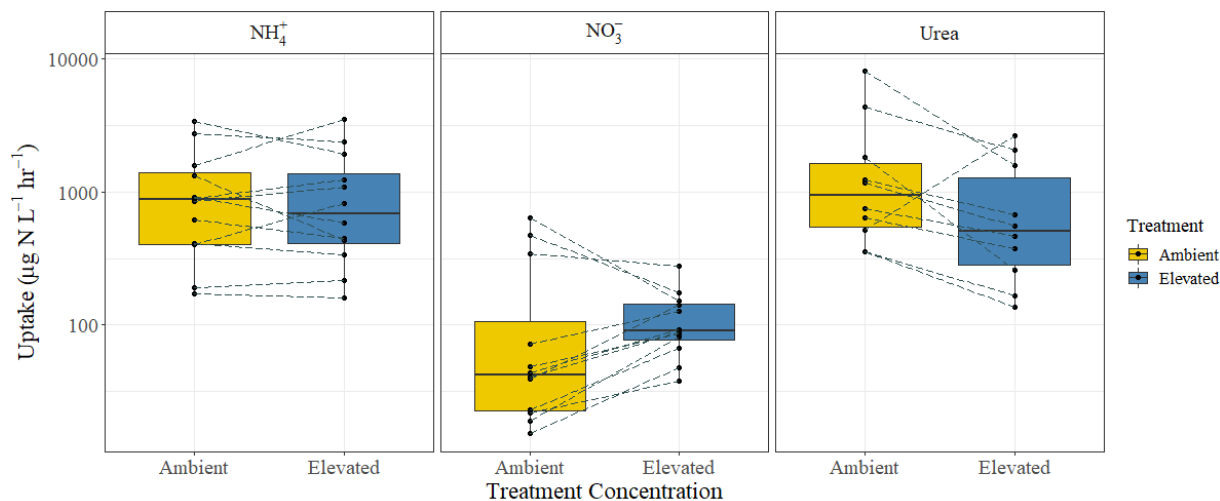 NH₄⁺ NO₃⁻ Urea
10000
1000
100
Uptake (µg N L⁻¹ hr⁻¹)
Ambient Elevated Ambient Elevated Ambient Elevated
Treatment Concentration
Treatment
Ambient
Elevated